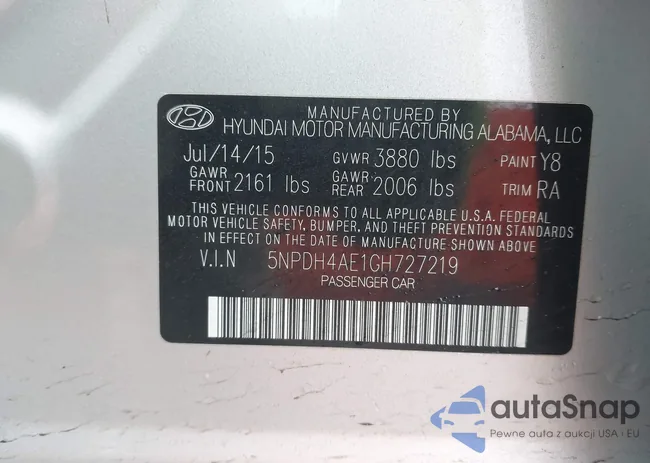 MANUFACTURED BY
HYUNDAI MOTOR MANUFACTURING ALABAMA, LLC
Jul/14/15 GVWR 3880 lbs PAINT Y8
GAWR FRONT 2161 lbs GAWR REAR 2006 lbs TRIM RA
THIS VEHICLE CONFORMS TO ALL APPLICABLE U.S.A. FEDERAL
MOTOR VEHICLE SAFETY, BUMPER, AND THEFT PREVENTION STANDARDS
IN EFFECT ON THE DATE OF MANUFACTURE SHOWN ABOVE
V.I.N 5NPDH4AE1GH727219
PASSENGER CAR
autaSnap
Pewne auta z aukcji USA i EU